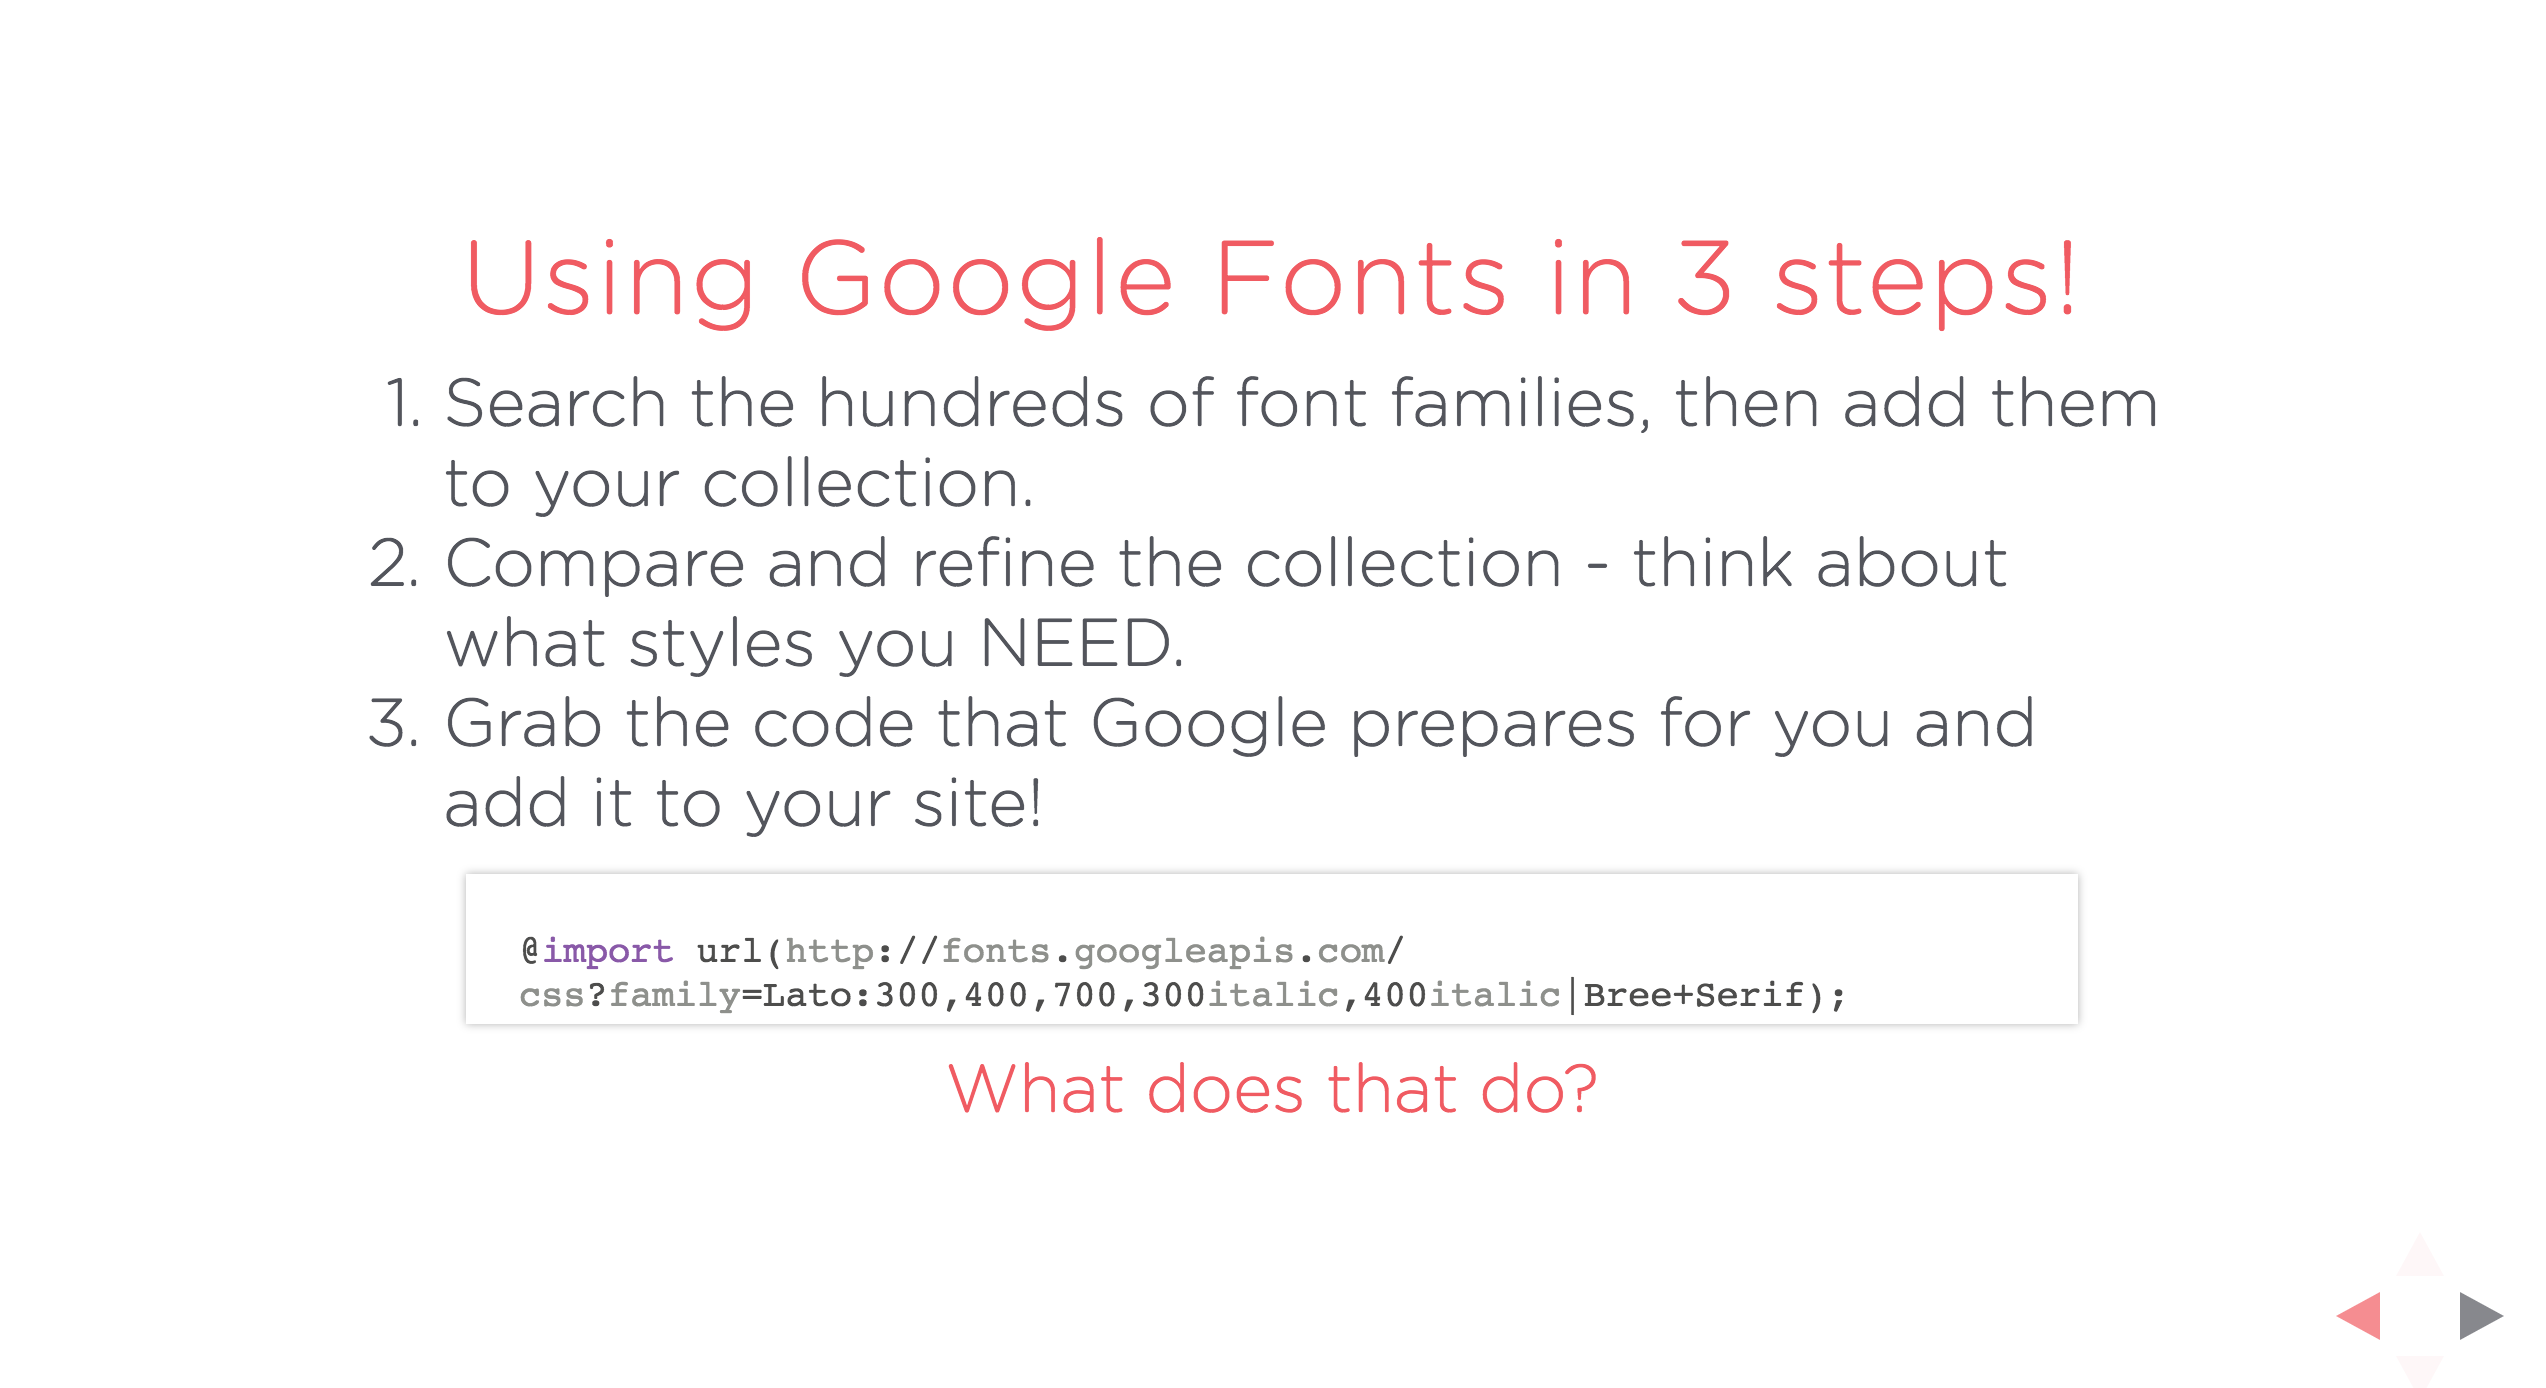 Using Google Fonts in 3 steps!
1. Search the hundreds of font families, then add them
to your collection.
2. Compare and refine the collection - think about
what styles you NEED.
3. Grab the code that Google prepares for you and
add it to your site!
@import url(http://fonts.googleapis.com/
css?family=Lato:300,400,700,300italic,400italic|Bree+Serif);
What does that do?